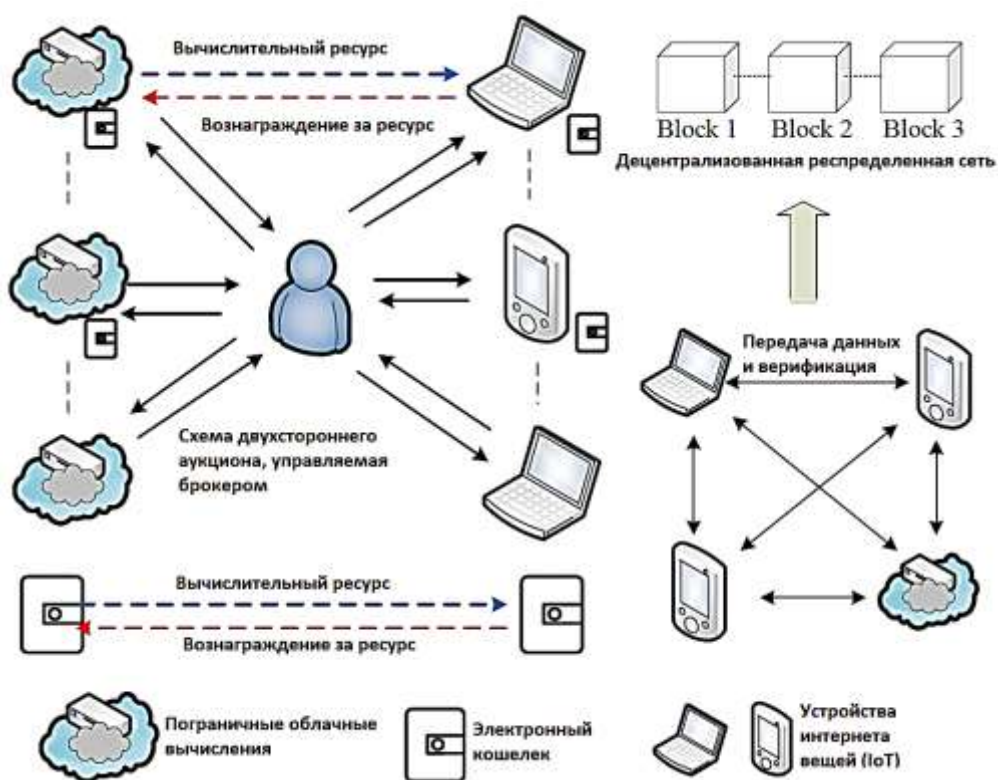 Вычислительный ресурс
Вознаграждение за ресурс
Block 1
Block 2
Block 3
Децентрализованная респределенная сеть
Передача данных
и верификация
Схема двухстороннего
аукциона, управляемая
брокером
Вычислительный ресурс
Вознаграждение за ресурс
Пограничные облачные
вычисления
Электронный
кошелек
Устройства
интернета
вещей (IoT)